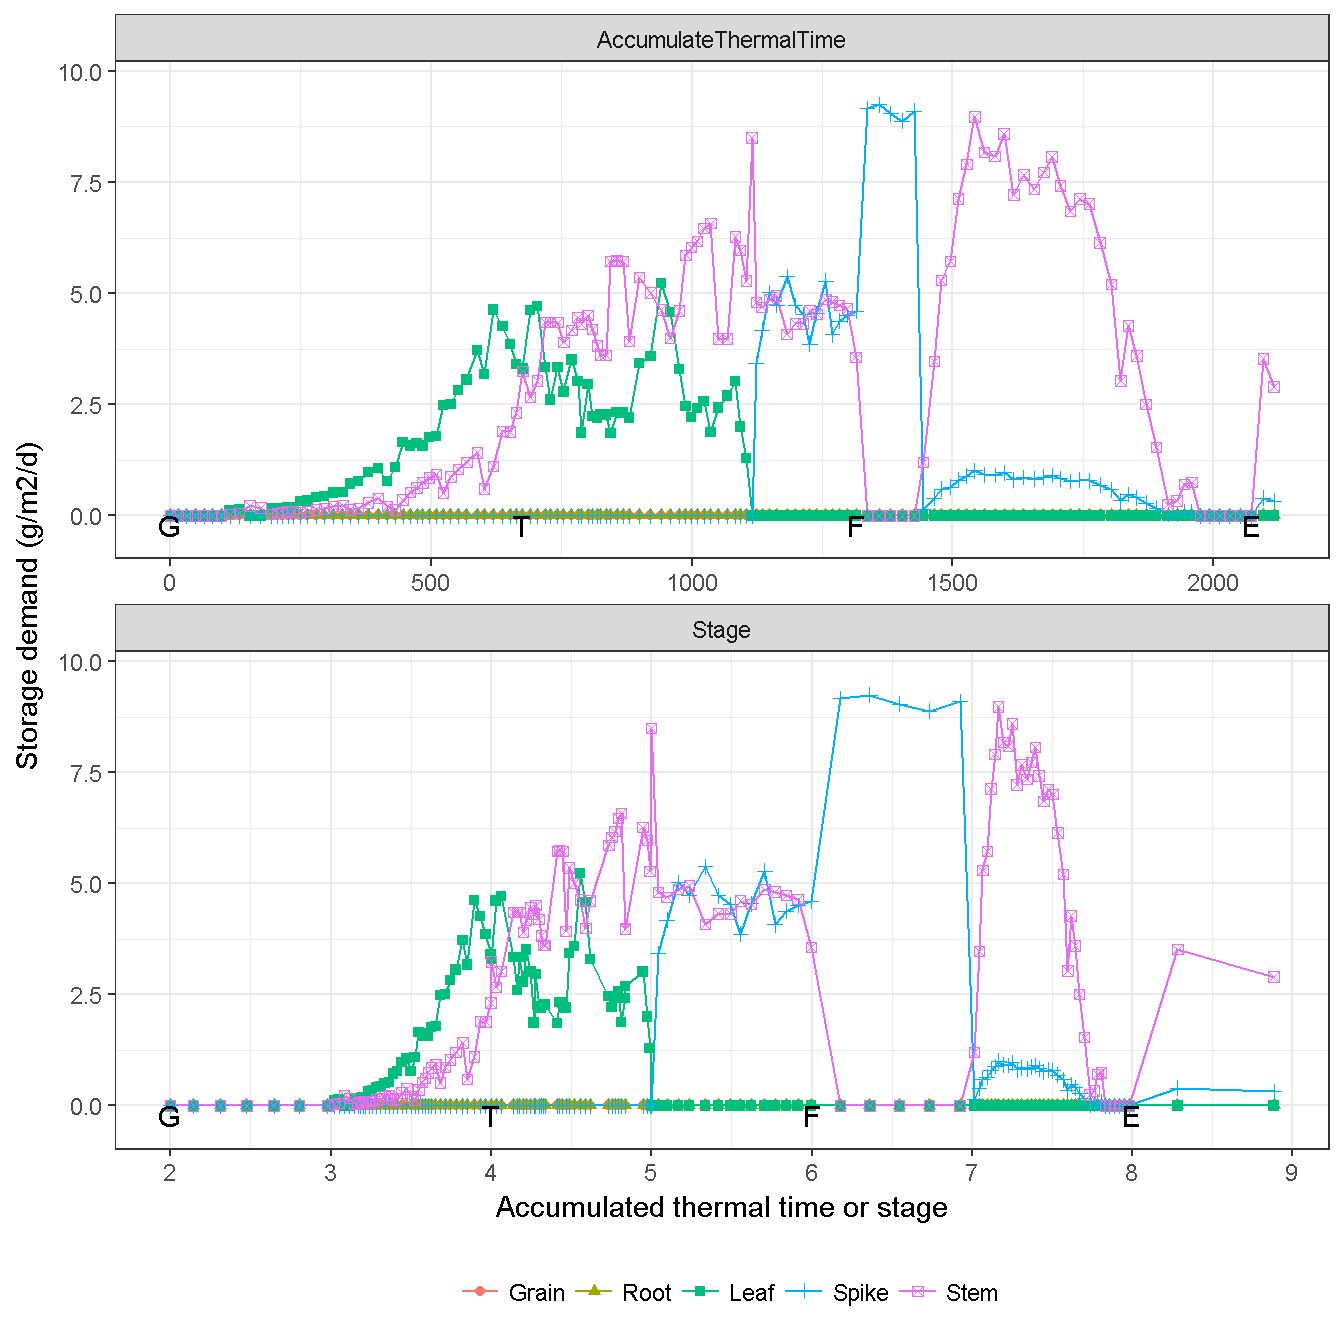 AccumulateThermalTime
10.0
7.5
5.0
2.5
0.0
G
T
F
E
0
500
1000
1500
2000
Storage demand (g/m2/d)
Stage
10.0
7.5
5.0
2.5
0.0
G
T
F
E
2
3
4
5
6
7
8
9
Accumulated thermal time or stage
Grain Root Leaf Spike Stem